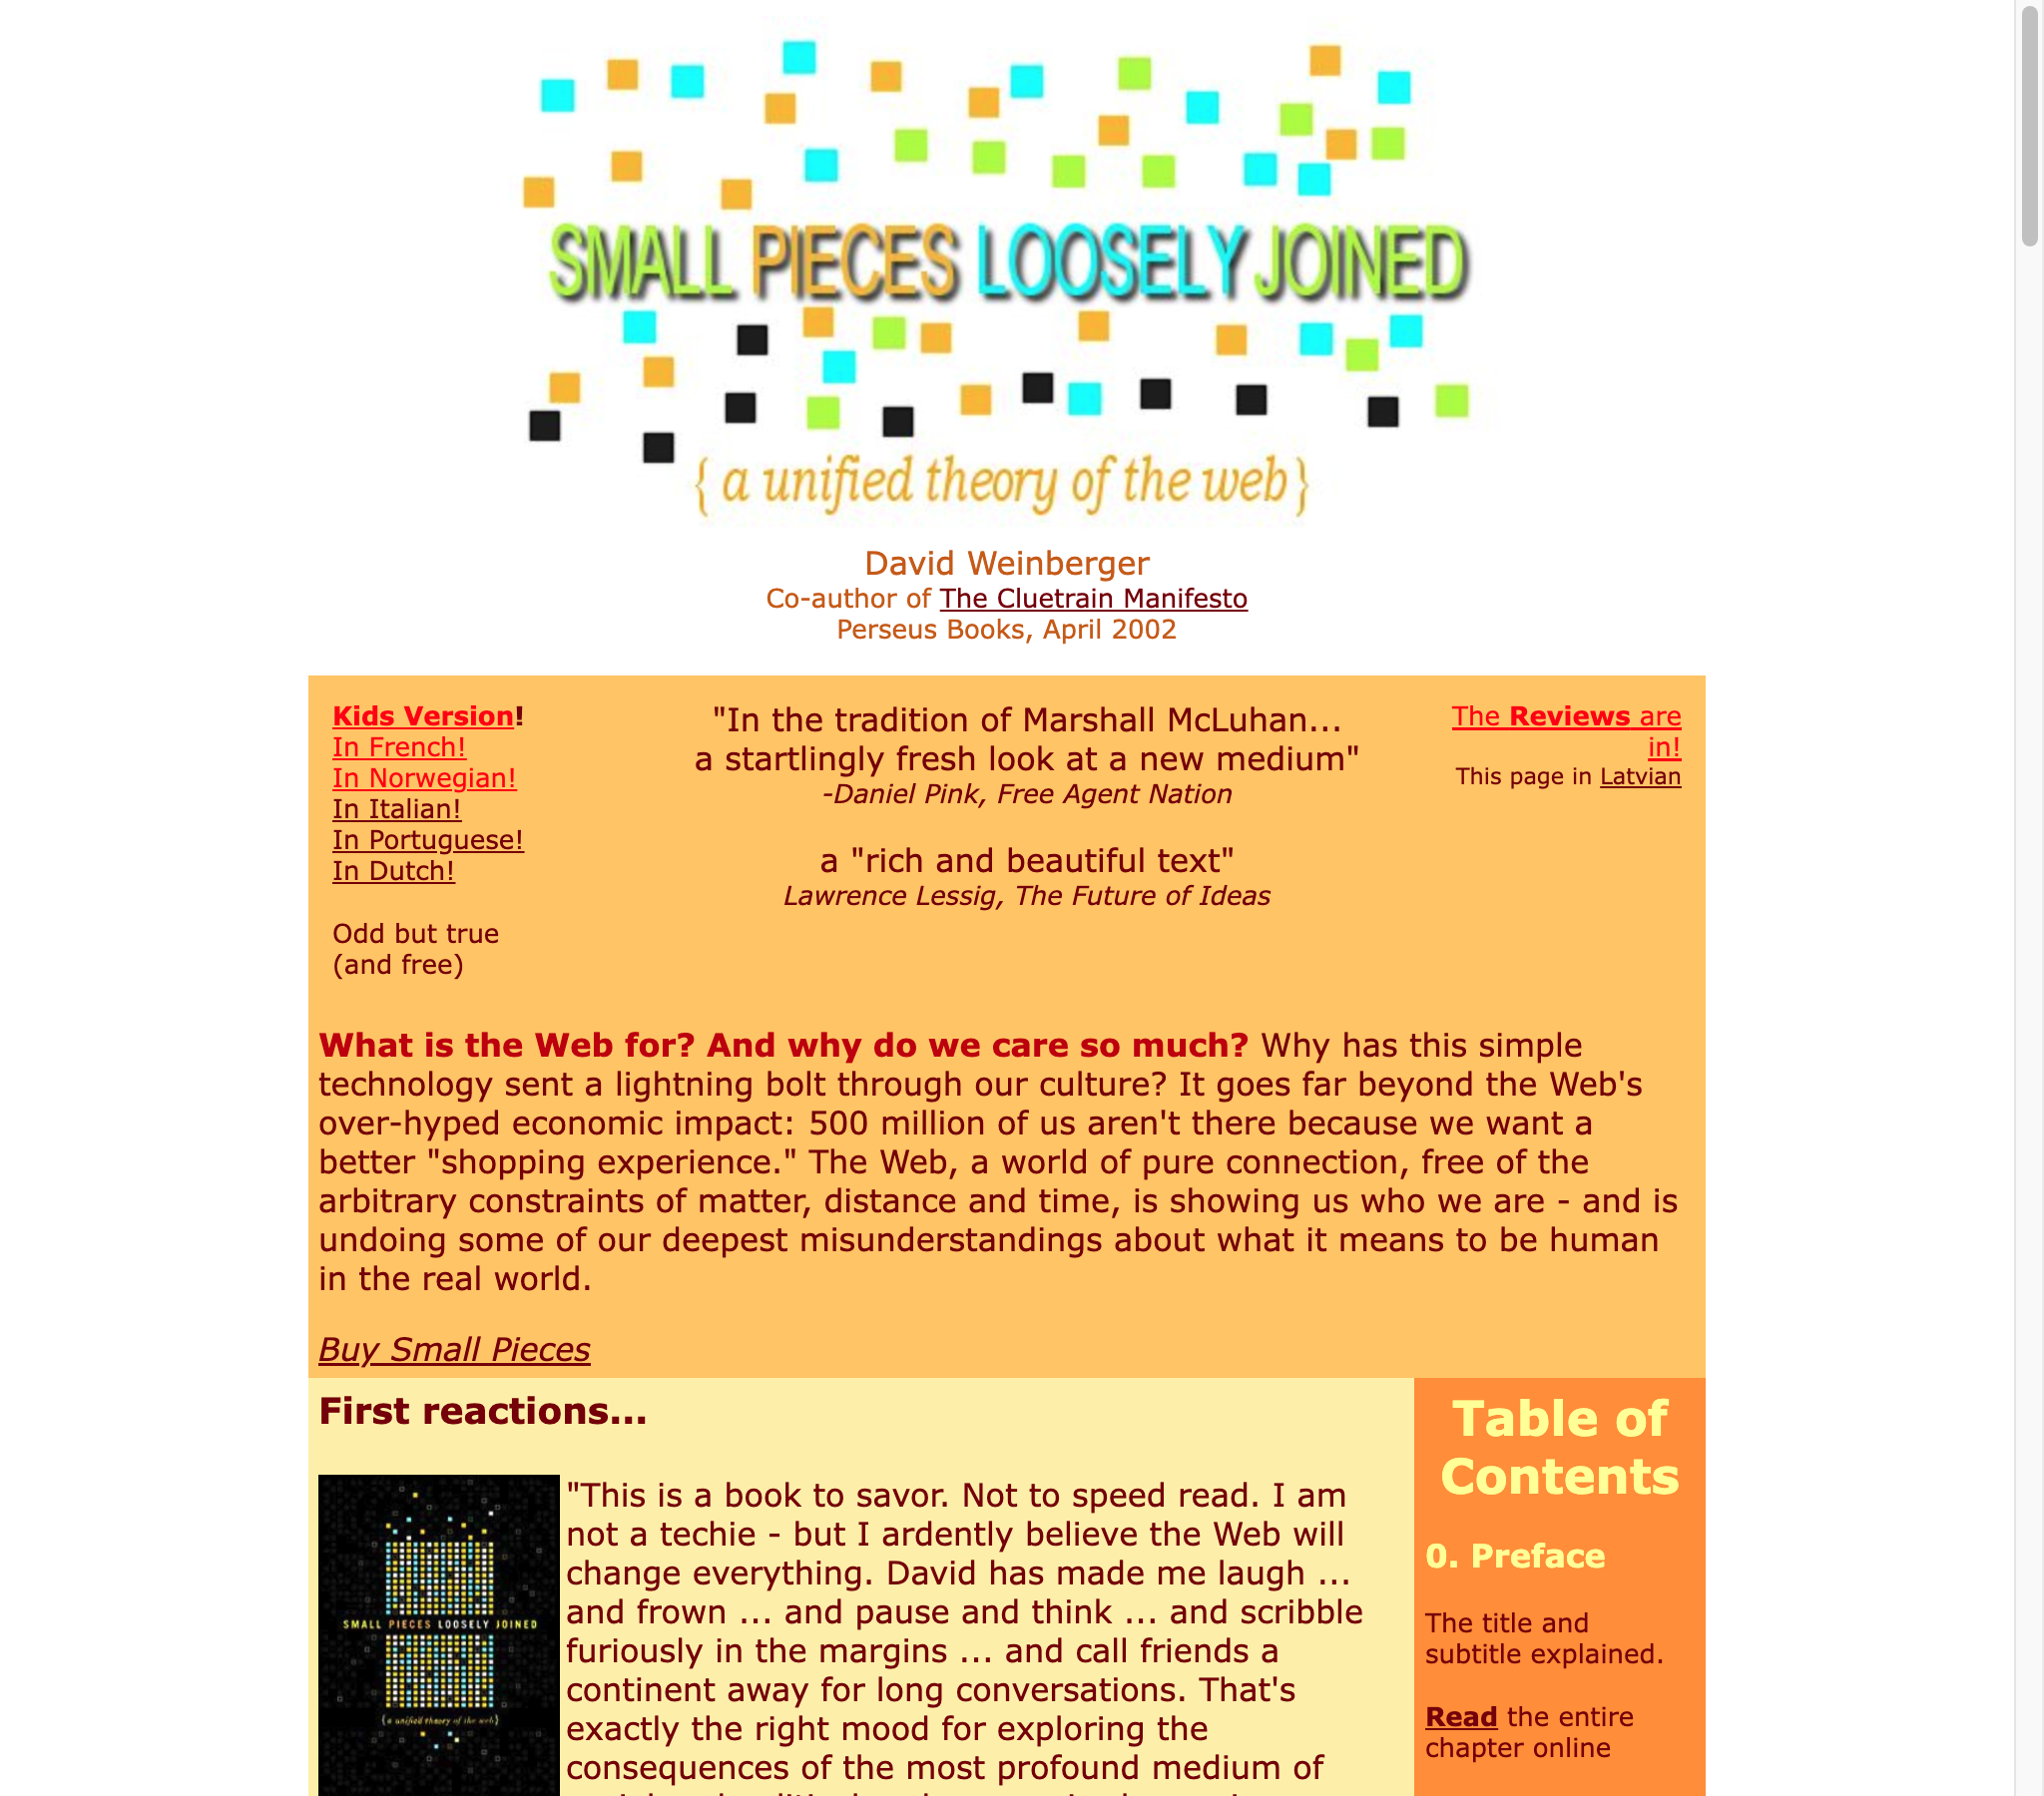 SMALL PIECES LOOSELY JOINED
{ a unified theory of the web }
David Weinberger
Co-author of The Cluetrain Manifesto
Perseus Books, April 2002
Kids Version!
In French!
In Norwegian!
In Italian!
In Portuguese!
In Dutch!
Odd but true
(and free)
"In the tradition of Marshall McLuhan...
a startlingly fresh look at a new medium"
-Daniel Pink, Free Agent Nation
a "rich and beautiful text"
Lawrence Lessig, The Future of Ideas
The Reviews are
in!
This page in Latvian
What is the Web for? And why do we care so much? Why has this simple
technology sent a lightning bolt through our culture? It goes far beyond the Web's
over-hyped economic impact: 500 million of us aren't there because we want a
better "shopping experience." The Web, a world of pure connection, free of the
arbitrary constraints of matter, distance and time, is showing us who we are - and is
undoing some of our deepest misunderstandings about what it means to be human
in the real world.
Buy Small Pieces
First reactions...
SMALL PIECES LOOSELY JOINED
{a unified theory of the web}
"This is a book to savor. Not to speed read. I am
not a techie - but I ardently believe the Web will
change everything. David has made me laugh ...
and frown ... and pause and think ... and scribble
furiously in the margins ... and call friends a
continent away for long conversations. That's
exactly the right mood for exploring the
consequences of the most profound medium of
Table of
Contents
0. Preface
The title and
subtitle explained.
Read the entire
chapter online